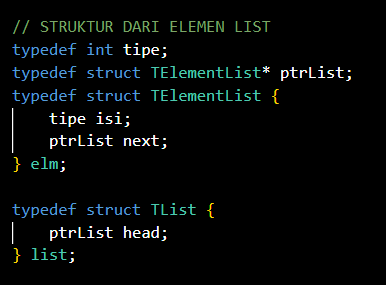 // STRUKTUR DARI ELEMEN LIST
typedef int tipe;
typedef struct TElementList* ptrList;
typedef struct TElementList {
    tipe isi;
    ptrList next;
} elm;

typedef struct TList {
    ptrList head;
} list;